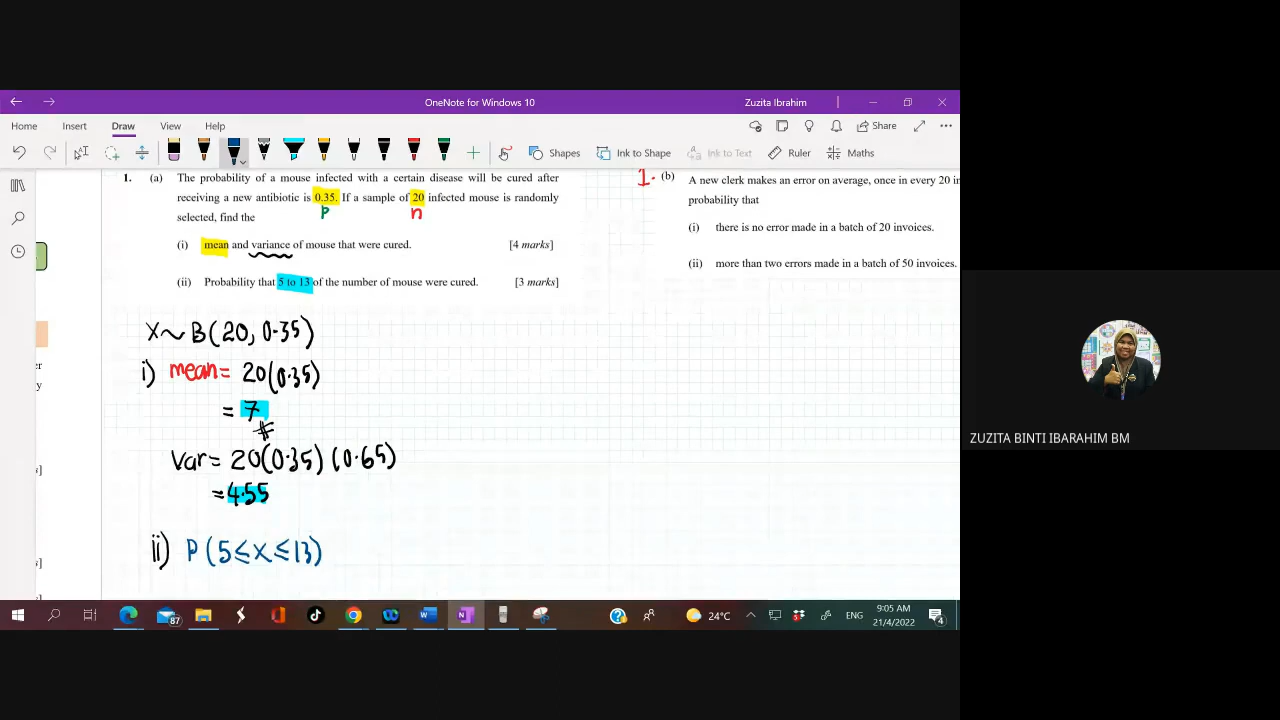 OneNote for Windows 10
Zuzita Ibrahim
Home Insert Draw View Help
Share
Shapes
Ink to Shape
Ink to Text
Ruler
Maths
1. (a) The probability of a mouse infected with a certain disease will be cured after
receiving a new antibiotic is 0.35. If a sample of 20 infected mouse is randomly
p n
selected, find the
(i) mean and variance of mouse that were cured. [4 marks]
(ii) Probability that 5 to 13 of the number of mouse were cured. [3 marks]
X ~ B(20, 0.35)
i) mean = 20(0.35)
= 7
Var = 20(0.35)(0.65)
= 4.55
ii) P(5 ≤ X ≤ 13)
1. (b) A new clerk makes an error on average, once in every 20 in
probability that
(i) there is no error made in a batch of 20 invoices.
(ii) more than two errors made in a batch of 50 invoices.
ZUZITA BINTI IBARAHIM BM
87
24°C
5
ENG
9:05 AM
21/4/2022
4